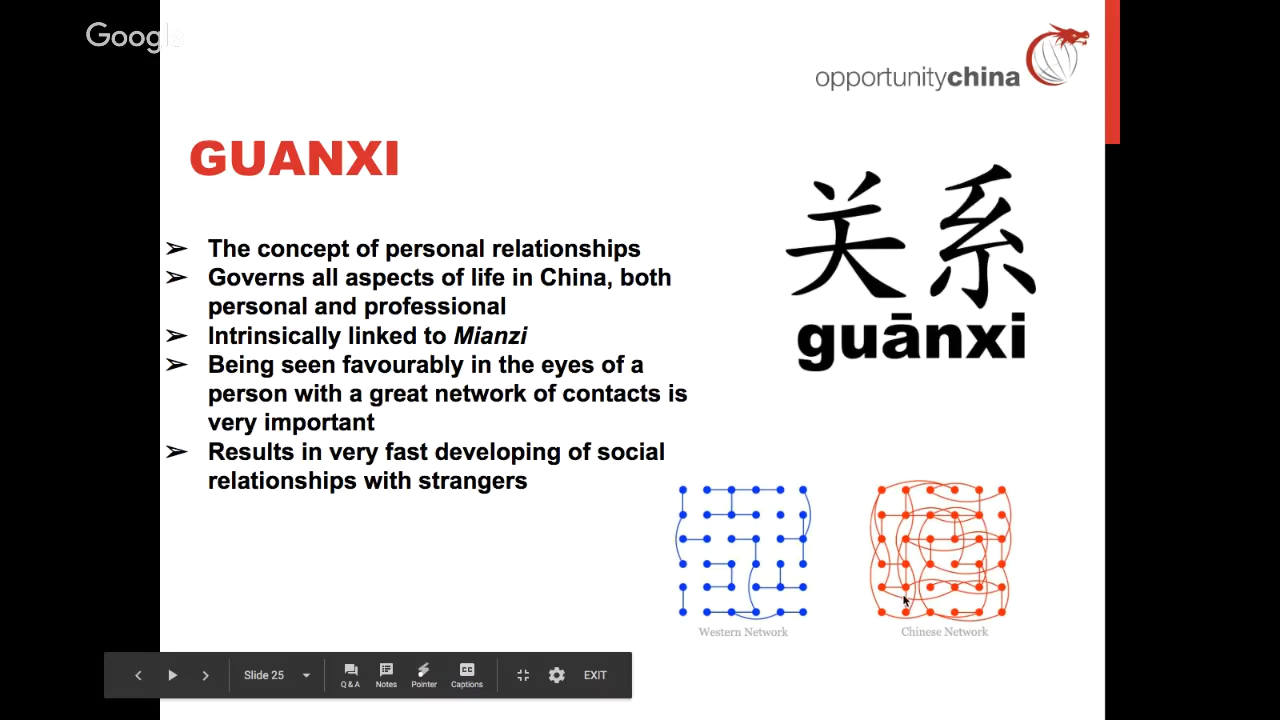 Google
opportunitychina
GUANXI
关系
guānxi
➢ The concept of personal relationships
➢ Governs all aspects of life in China, both
personal and professional
➢ Intrinsically linked to Mianzi
➢ Being seen favourably in the eyes of a
person with a great network of contacts is
very important
➢ Results in very fast developing of social
relationships with strangers
Western Network
Chinese Network
Slide 25
Q & A
Notes
Pointer
CC
Captions
EXIT